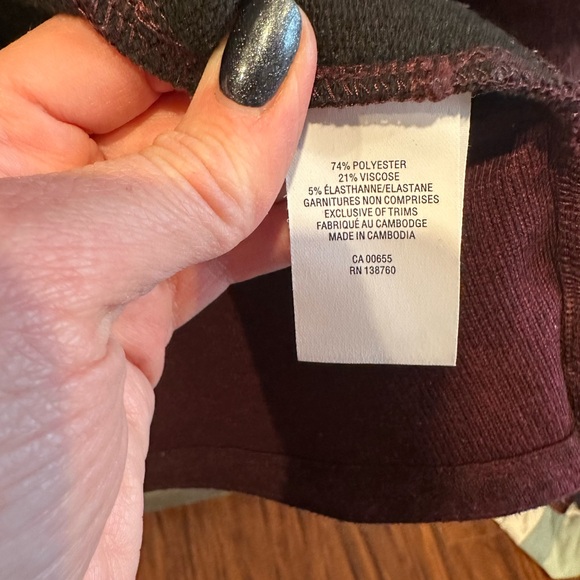 74% POLYESTER
21% VISCOSE
5% ÉLASTHANNE/ELASTANE
GARNITURES NON COMPRISES
EXCLUSIVE OF TRIMS
FABRIQUÉ AU CAMBODGE
MADE IN CAMBODIA
CA 00655
RN 138760